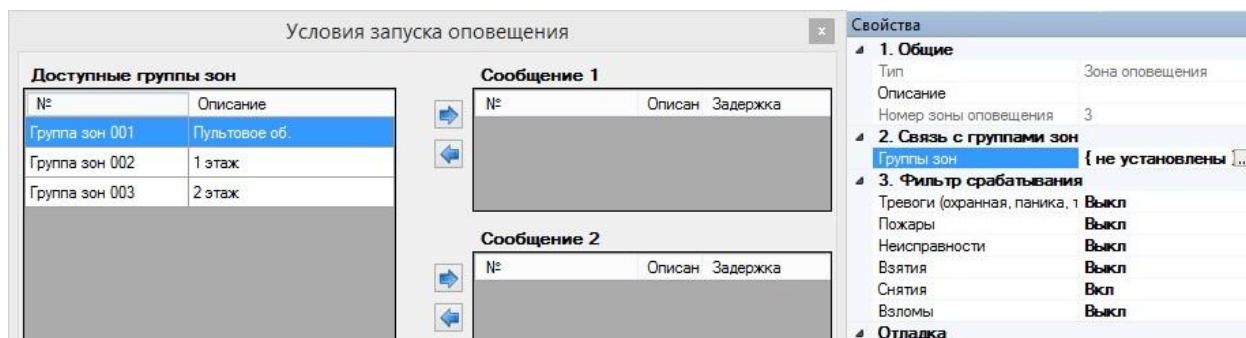 Условия запуска оповещения
x
Доступные группы зон
№ Описание
Группа зон 001 Пультовое об.
Группа зон 002 1 этаж
Группа зон 003 2 этаж
Сообщение 1
№ Описан Задержка
Сообщение 2
№ Описан Задержка
Свойства
1. Общие
Тип Зона оповещения
Описание
Номер зоны оповещения 3
2. Связь с группами зон
Группы зон { не установлены } ...
3. Фильтр срабатывания
Тревоги (охранная, паника, т Выкл
Пожары Выкл
Неисправности Выкл
Взятия Выкл
Снятия Вкл
Взломы Выкл
Отладка